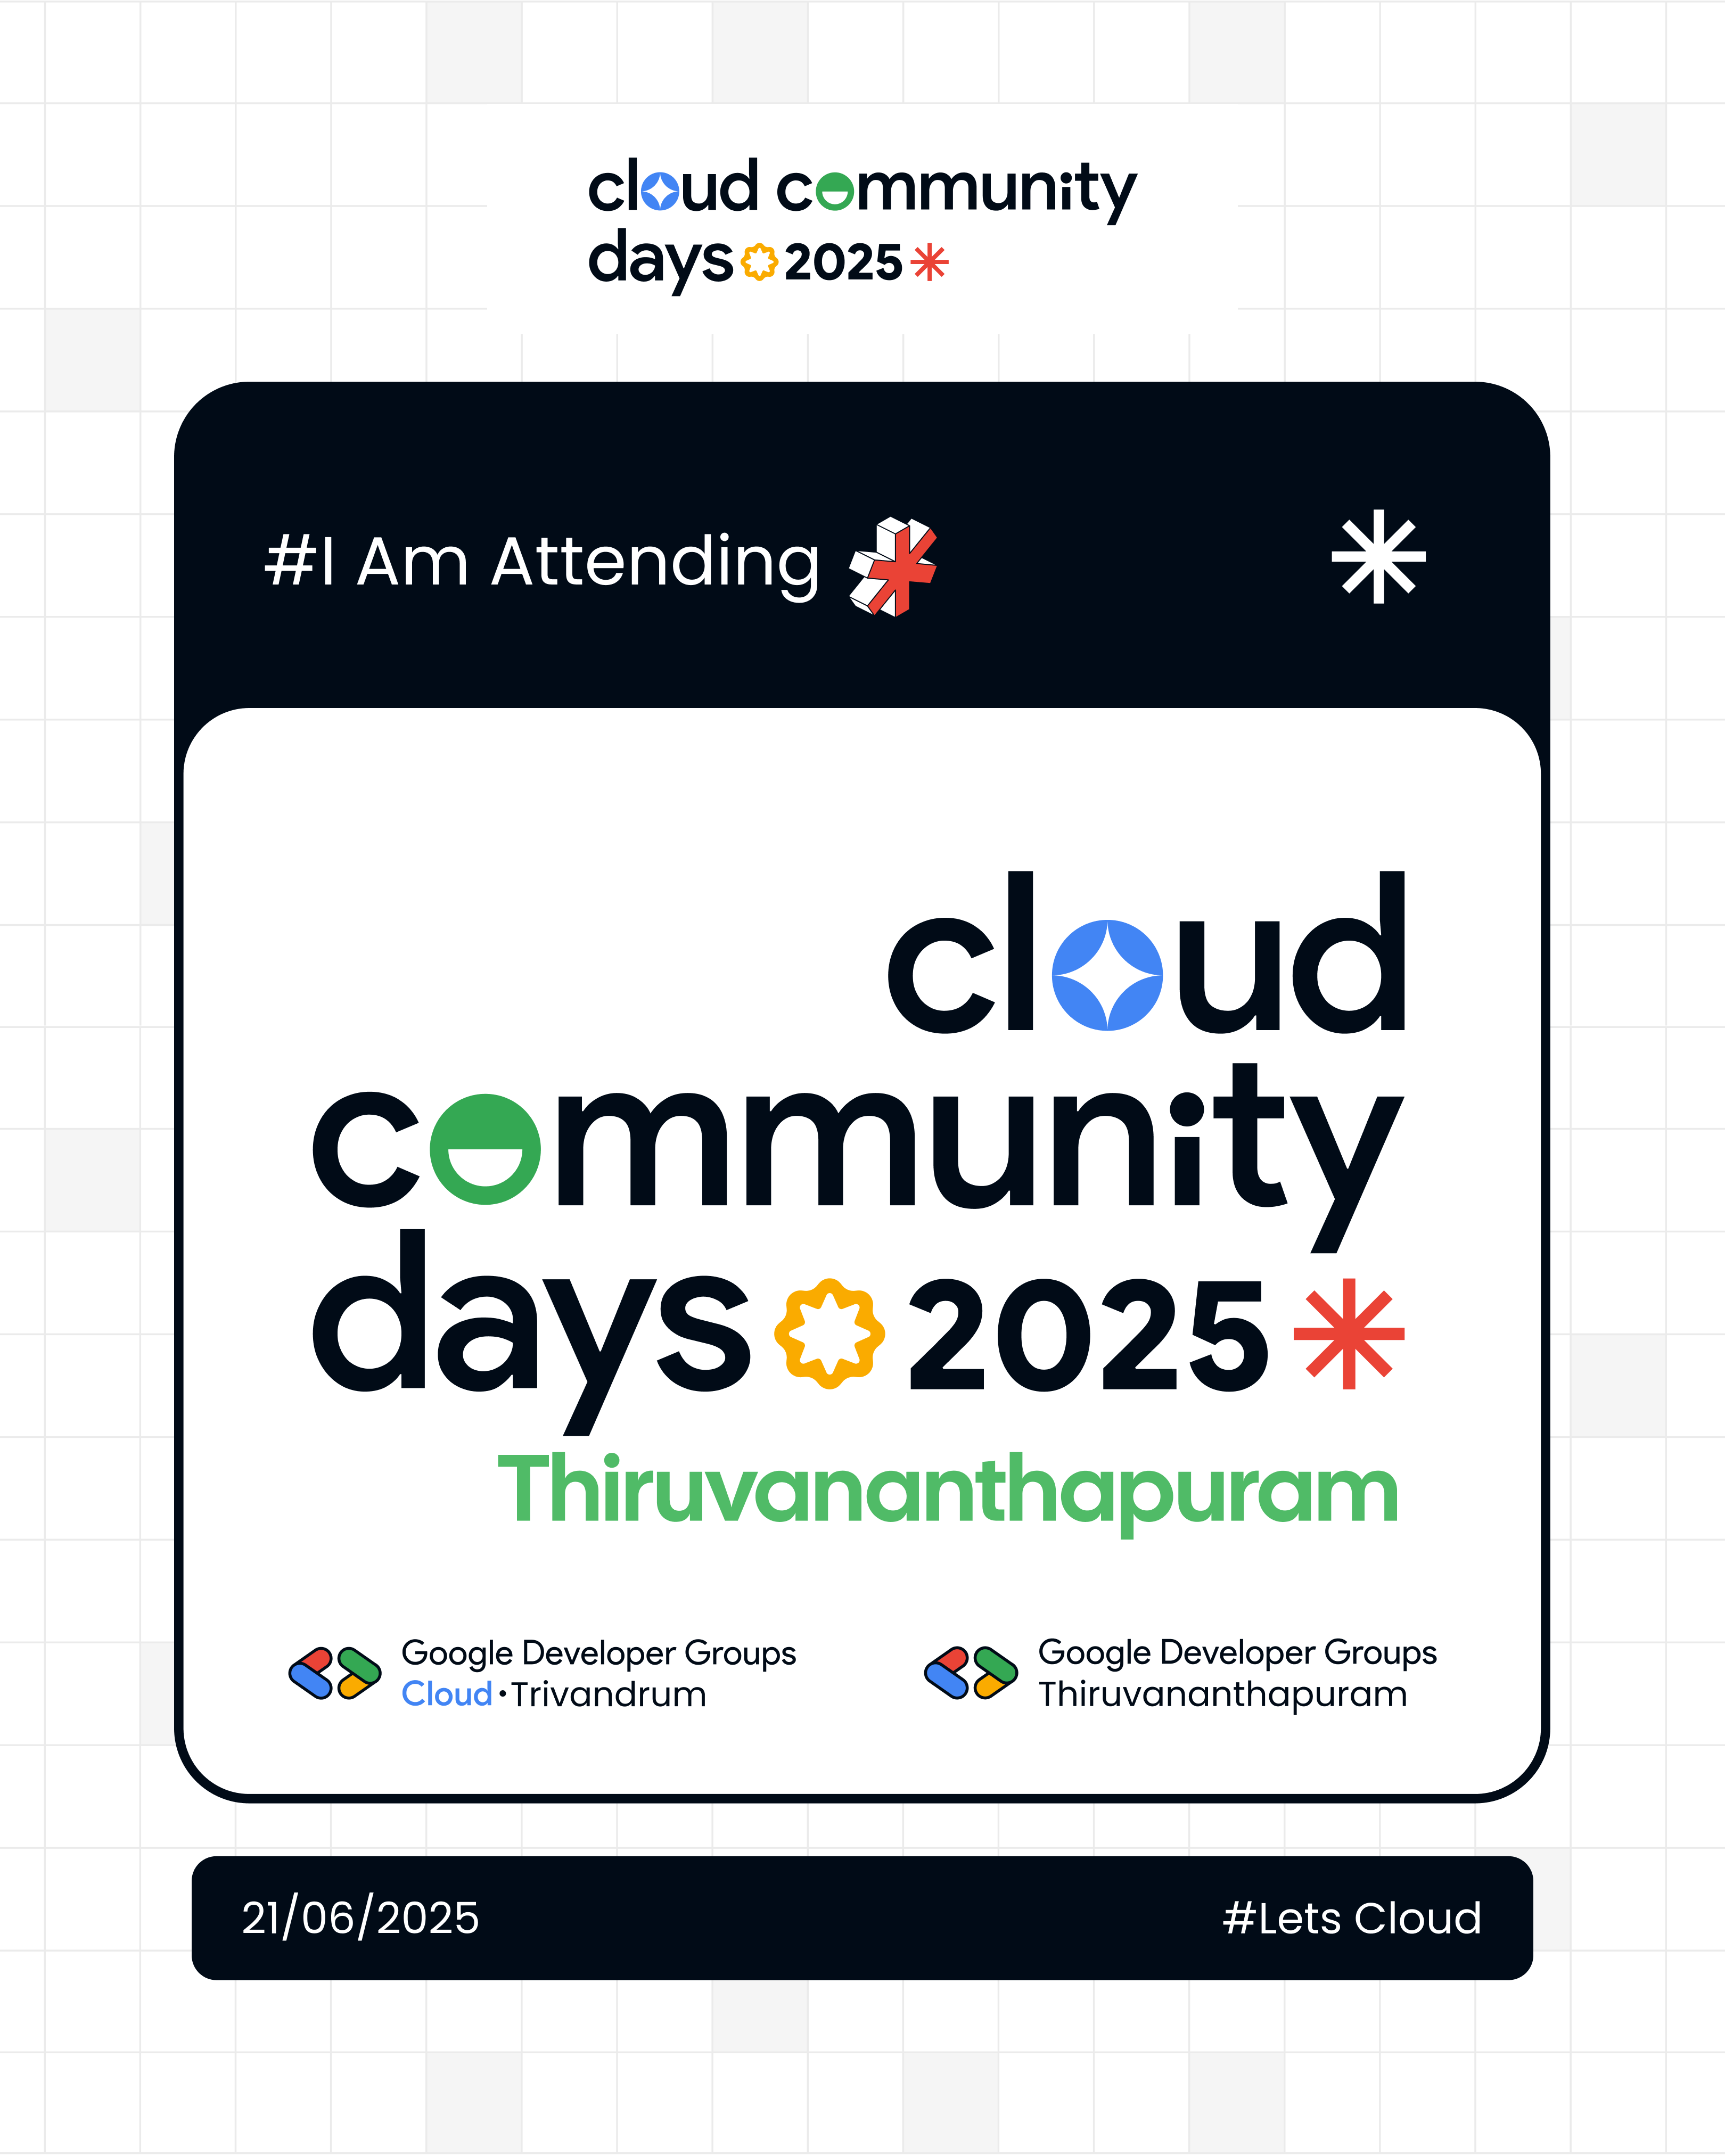 cloud community
days 2025
#I Am Attending
cloud
community
days 2025
Thiruvananthapuram
Google Developer Groups
Cloud • Trivandrum
Google Developer Groups
Thiruvananthapuram
21/06/2025
#Lets Cloud